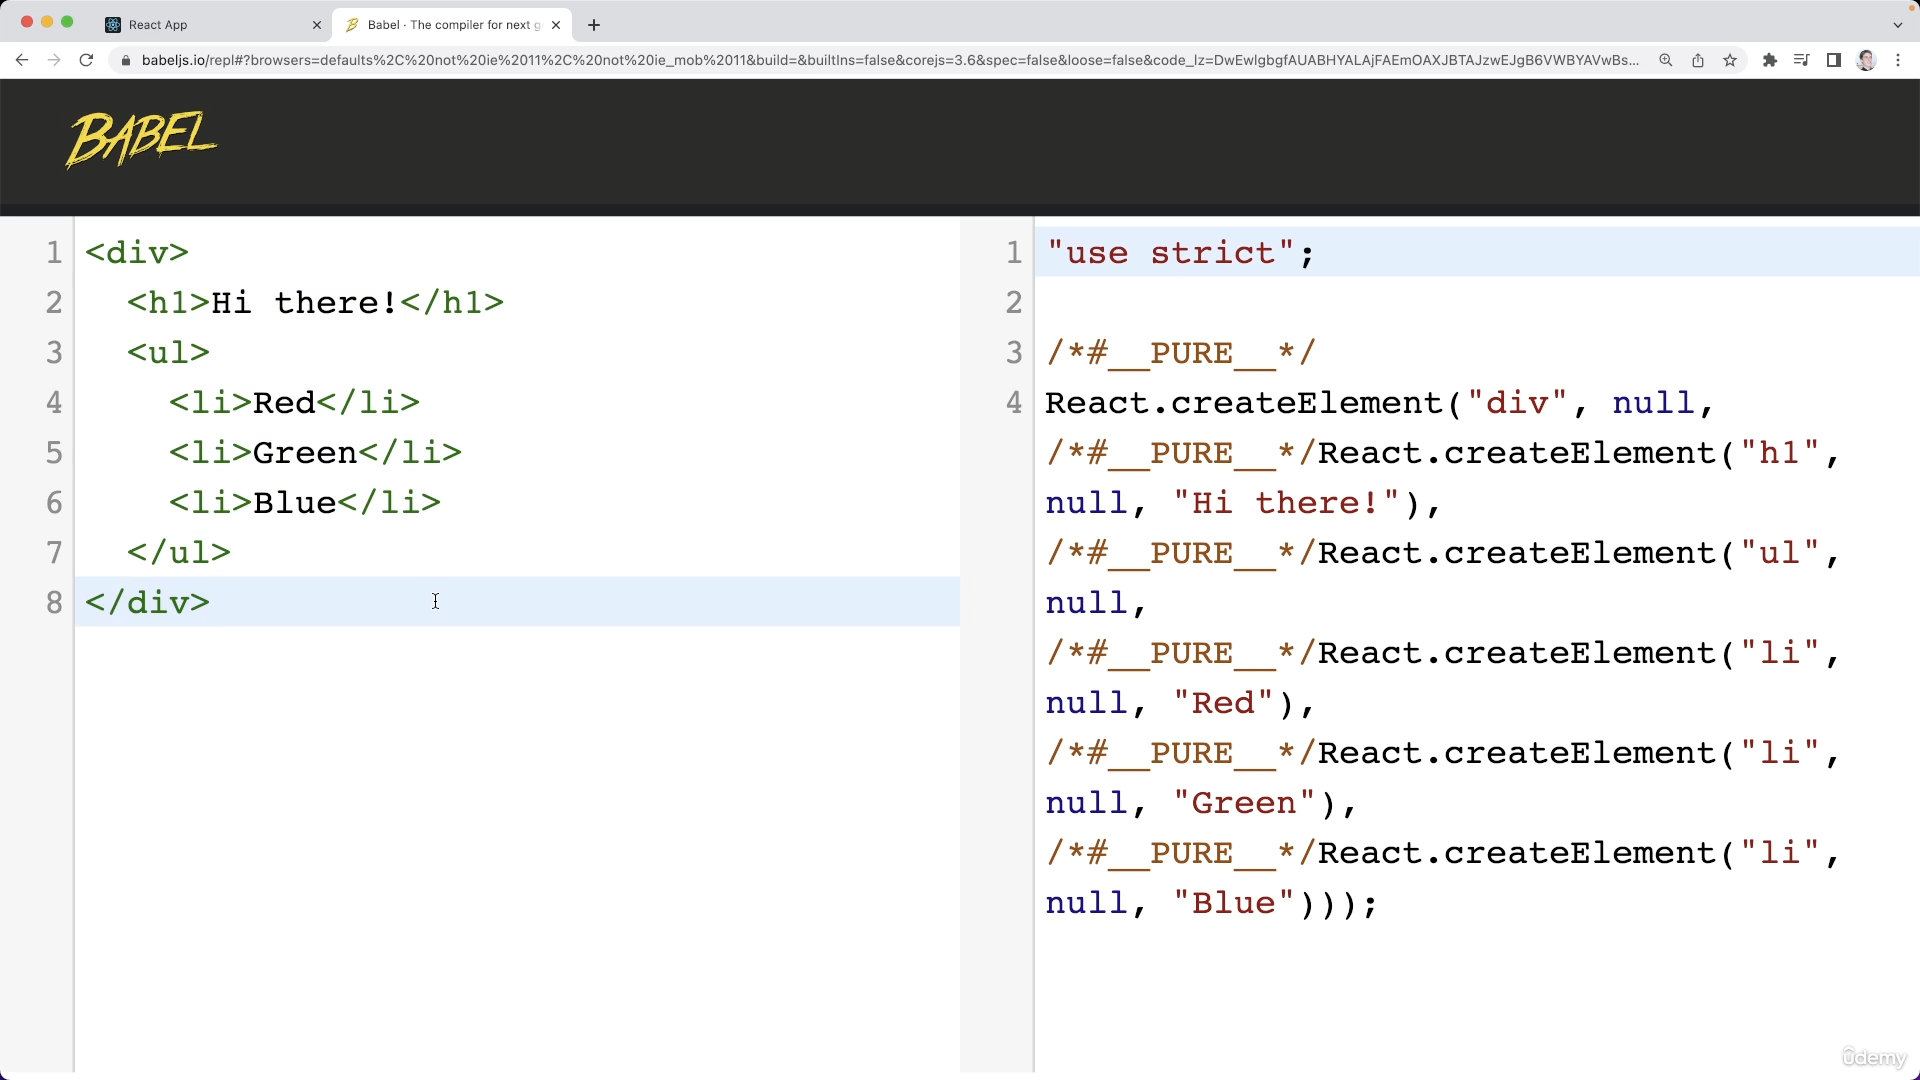 React App
Babel · The compiler for next g
babeljs.io/repl#?browsers=defaults%2C%20not%20ie%2011%2C%20not%20ie_mob%2011&build=&builtIns=false&corejs=3.6&spec=false&loose=false&code_lz=DwEwlgbgfAUABHYALAjFAEmOAXJBTAJzwEJgB6VWBYAVwBs...
BABEL
1 <div>
2 <h1>Hi there!</h1>
3 <ul>
4 <li>Red</li>
5 <li>Green</li>
6 <li>Blue</li>
7 </ul>
8 </div>
1 "use strict";
2
3 /*#__PURE__*/
4 React.createElement("div", null,
/*#__PURE__*/React.createElement("h1",
null, "Hi there!"),
/*#__PURE__*/React.createElement("ul",
null,
/*#__PURE__*/React.createElement("li",
null, "Red"),
/*#__PURE__*/React.createElement("li",
null, "Green"),
/*#__PURE__*/React.createElement("li",
null, "Blue")));
ûdemy